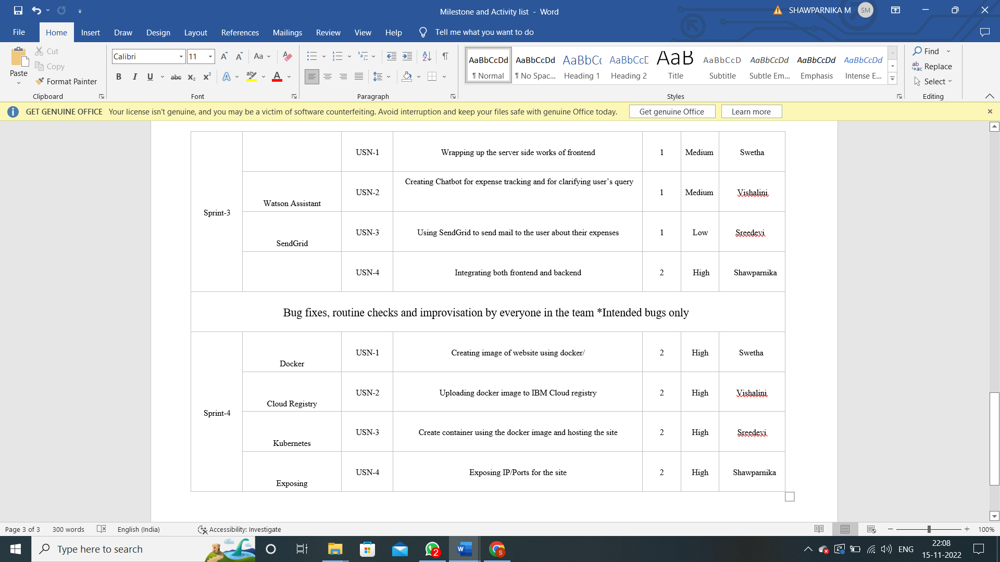 Milestone and Activity list - Word
SHAWPARNIKA M
SM
File Home Insert Draw Design Layout References Mailings Review View Help Tell me what you want to do
Paste
Cut
Copy
Format Painter
Clipboard
Calibri 11
Font
Paragraph
AaBbCcDd AaBbCcDd AaBbC AaBbCcD AaB AaBbCcD AaBbCcDd AaBbCcDd AaBbCcDd
¶ Normal ¶ No Spac... Heading 1 Heading 2 Title Subtitle Subtle Em... Emphasis Intense E...
Styles
Find
Replace
Select
Editing
GET GENUINE OFFICE Your license isn't genuine, and you may be a victim of software counterfeiting. Avoid interruption and keep your files safe with genuine Office today. Get genuine Office Learn more
Sprint-3
USN-1 Wrapping up the server side works of frontend 1 Medium Swetha
Watson Assistant USN-2 Creating Chatbot for expense tracking and for clarifying user’s query 1 Medium Vishalini
SendGrid USN-3 Using SendGrid to send mail to the user about their expenses 1 Low Sreedevi
USN-4 Integrating both frontend and backend 2 High Shawparnika
Bug fixes, routine checks and improvisation by everyone in the team *Intended bugs only
Sprint-4
Docker USN-1 Creating image of website using docker/ 2 High Swetha
Cloud Registry USN-2 Uploading docker image to IBM Cloud registry 2 High Vishalini
Kubernetes USN-3 Create container using the docker image and hosting the site 2 High Sreedevi
Exposing USN-4 Exposing IP/Ports for the site 2 High Shawparnika
Page 3 of 3 300 words English (India) Accessibility: Investigate 100%
Type here to search
2
ENG
22:08
15-11-2022